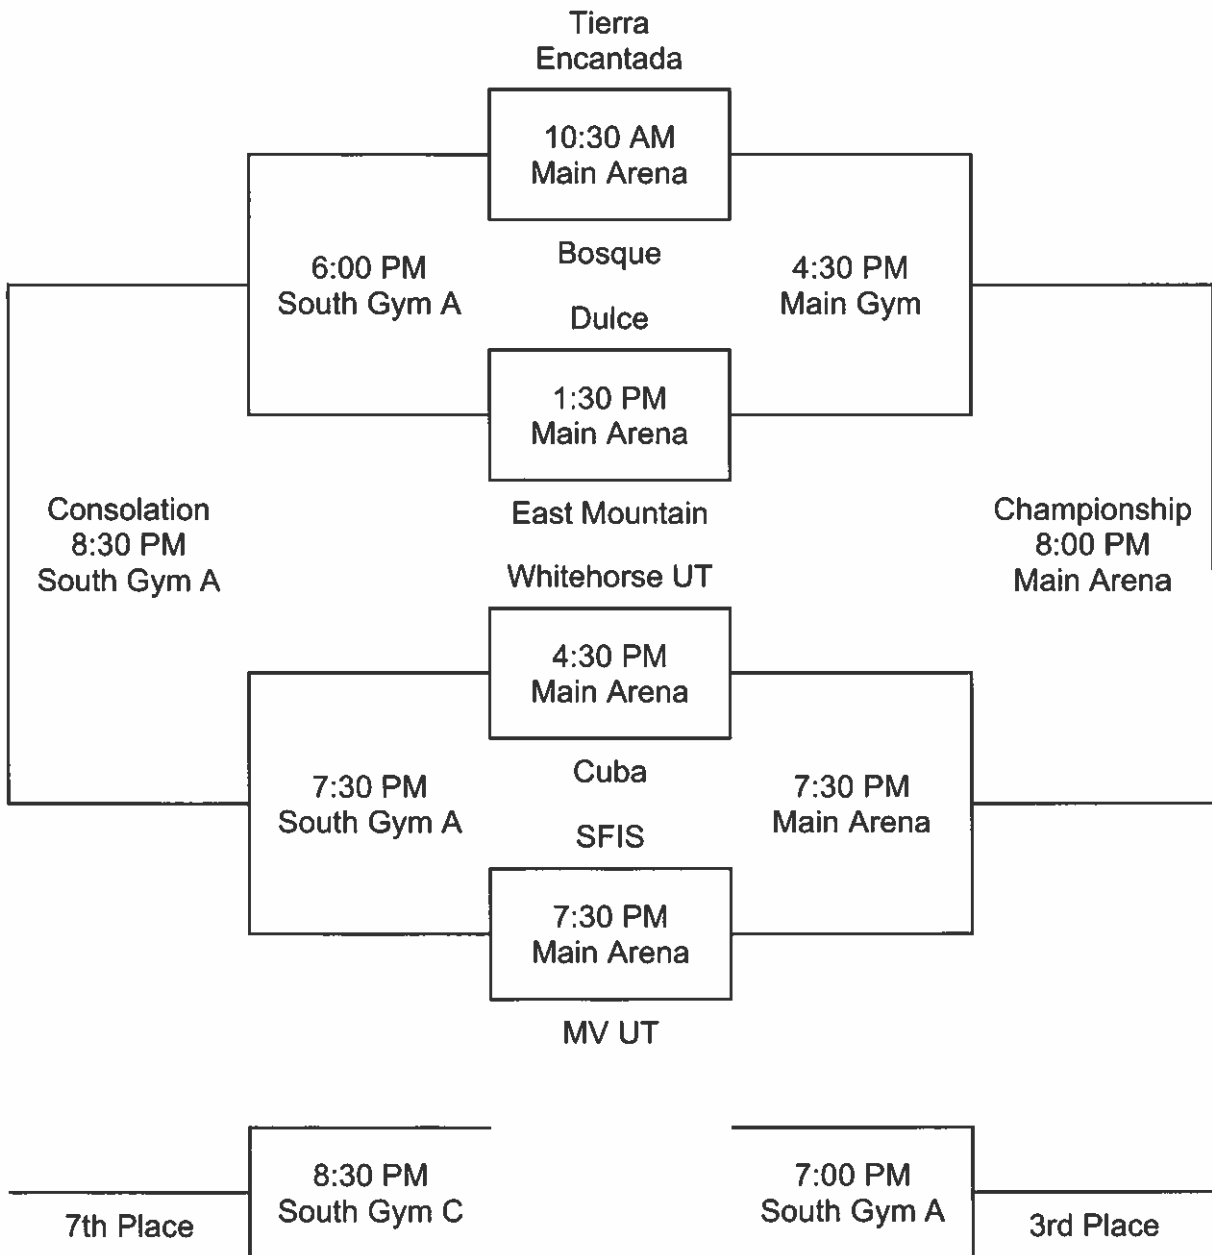 Tierra
Encantada
10:30 AM
Main Arena
Bosque
6:00 PM
South Gym A
4:30 PM
Main Gym
Dulce
1:30 PM
Main Arena
East Mountain
Consolation
8:30 PM
South Gym A
Championship
8:00 PM
Main Arena
Whitehorse UT
4:30 PM
Main Arena
Cuba
7:30 PM
South Gym A
7:30 PM
Main Arena
SFIS
7:30 PM
Main Arena
MV UT
8:30 PM
South Gym C
7th Place
7:00 PM
South Gym A
3rd Place